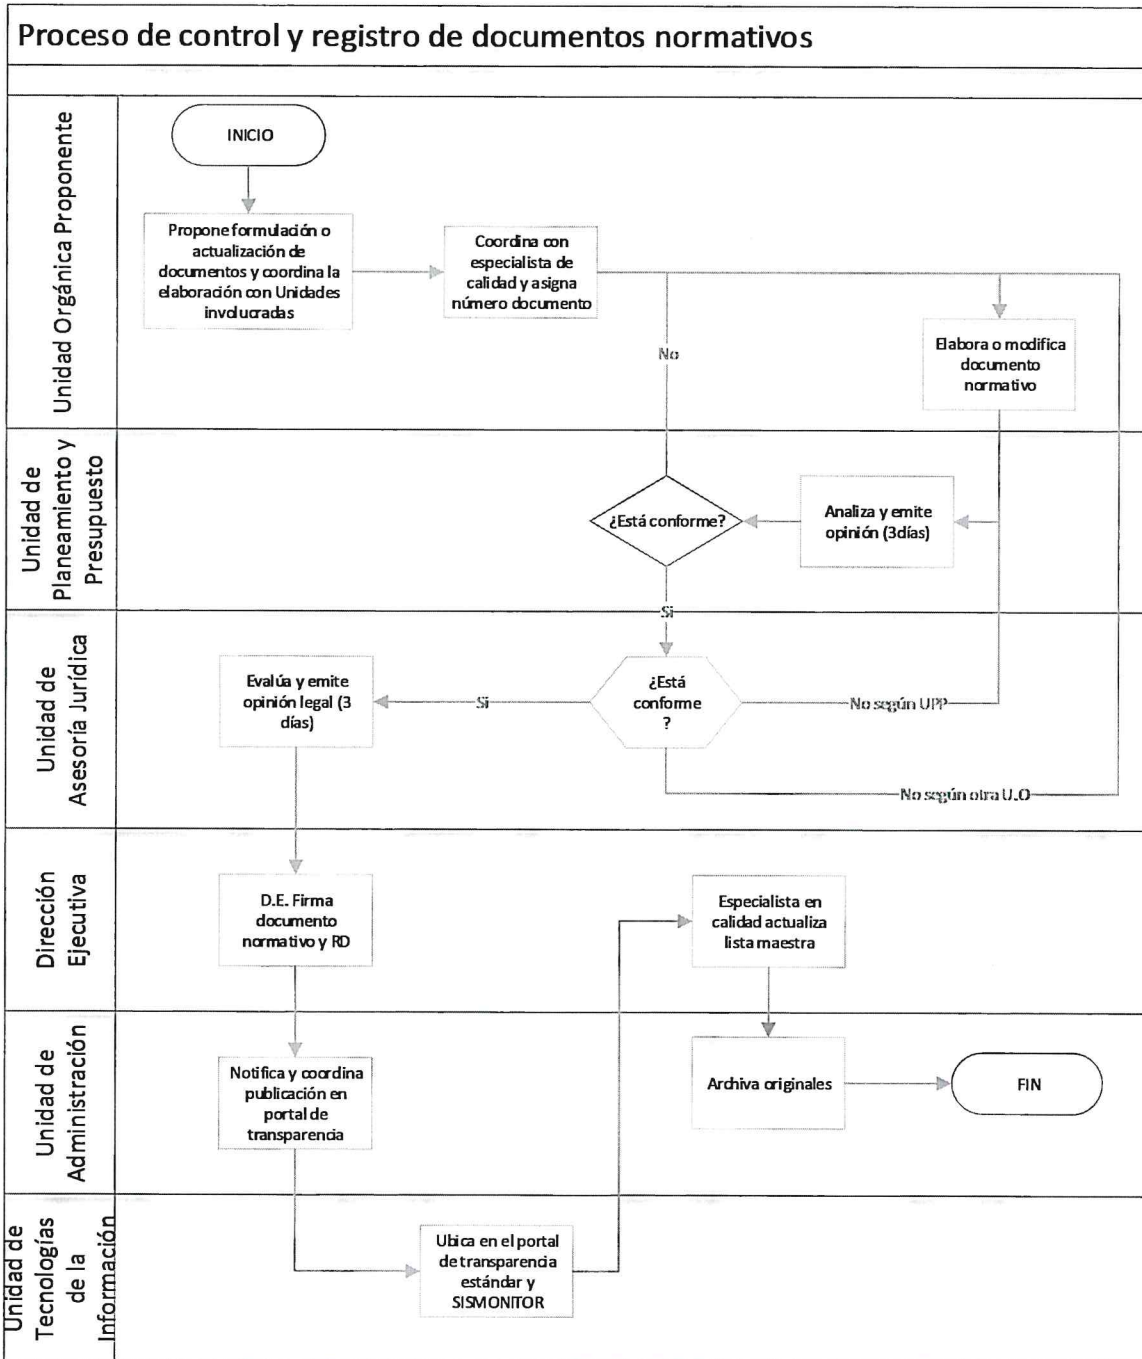 Proceso de control y registro de documentos normativos
Unidad Orgánica Proponente
INICIO
Propone formulación o
actualización de
documentos y coordina la
elaboración con Unidades
involucradas
Coordina con
especialista de
calidad y asigna
número documento
No
Elabora o modifica
documento
normativo
Unidad de
Planeamiento y
Presupuesto
¿Está conforme?
Analiza y emite
opinión (3días)
Si
Unidad de
Asesoría Jurídica
Evalúa y emite
opinión legal (3
días)
Si
¿Está
conforme
?
No según UPP
No según otra U.O
Dirección
Ejecutiva
D.E. Firma
documento
normativo y RD
Especialista en
calidad actualiza
lista maestra
Unidad de
Administración
Notifica y coordina
publicación en
portal de
transparencia
Archiva originales
FIN
Unidad de
Tecnologías
de la
Información
Ubica en el portal
de transparencia
estándar y
SISMONITOR